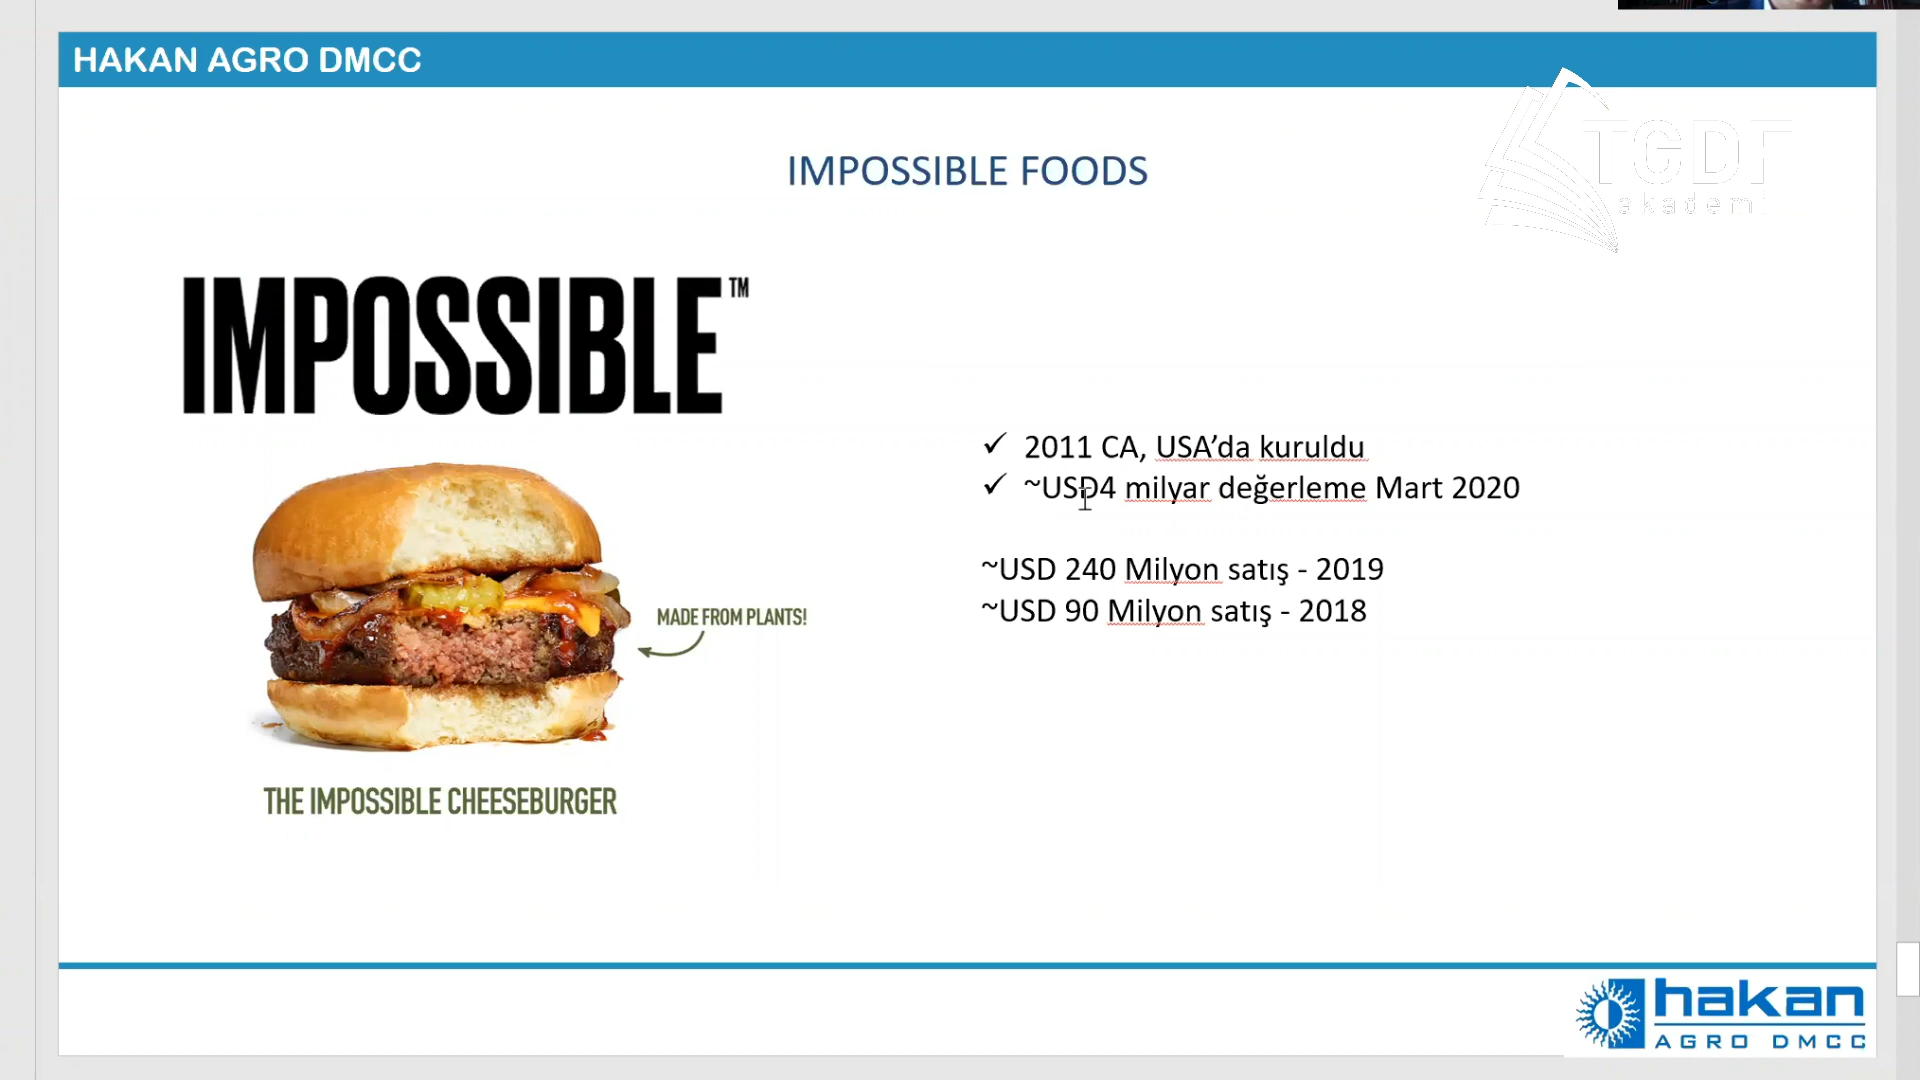 HAKAN AGRO DMCC
TGDF
akademi
IMPOSSIBLE FOODS
IMPOSSIBLE™
✓ 2011 CA, USA’da kuruldu
✓ ~USD4 milyar değerleme Mart 2020
~USD 240 Milyon satış - 2019
~USD 90 Milyon satış - 2018
MADE FROM PLANTS!
THE IMPOSSIBLE CHEESEBURGER
hakan
AGRO DMCC